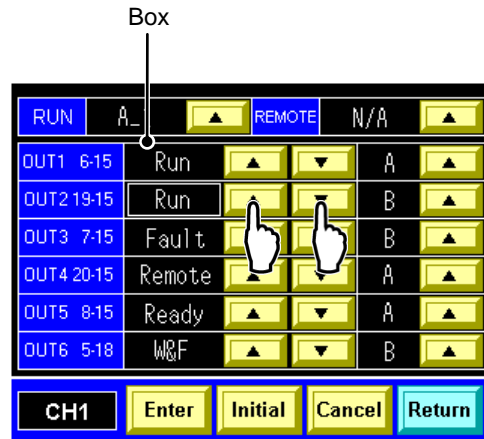 Box
RUN A_ ▲ REMOTE N/A ▲
OUT1 6-15 Run ▲ ▼ A ▲
OUT2 19-15 Run ▲ ▼ B ▲
OUT3 7-15 Fault B ▲
OUT4 20-15 Remote ▲ ▼ A ▲
OUT5 8-15 Ready ▲ ▼ A ▲
OUT6 5-18 W&F ▲ ▼ B ▲
CH1 Enter Initial Cancel Return